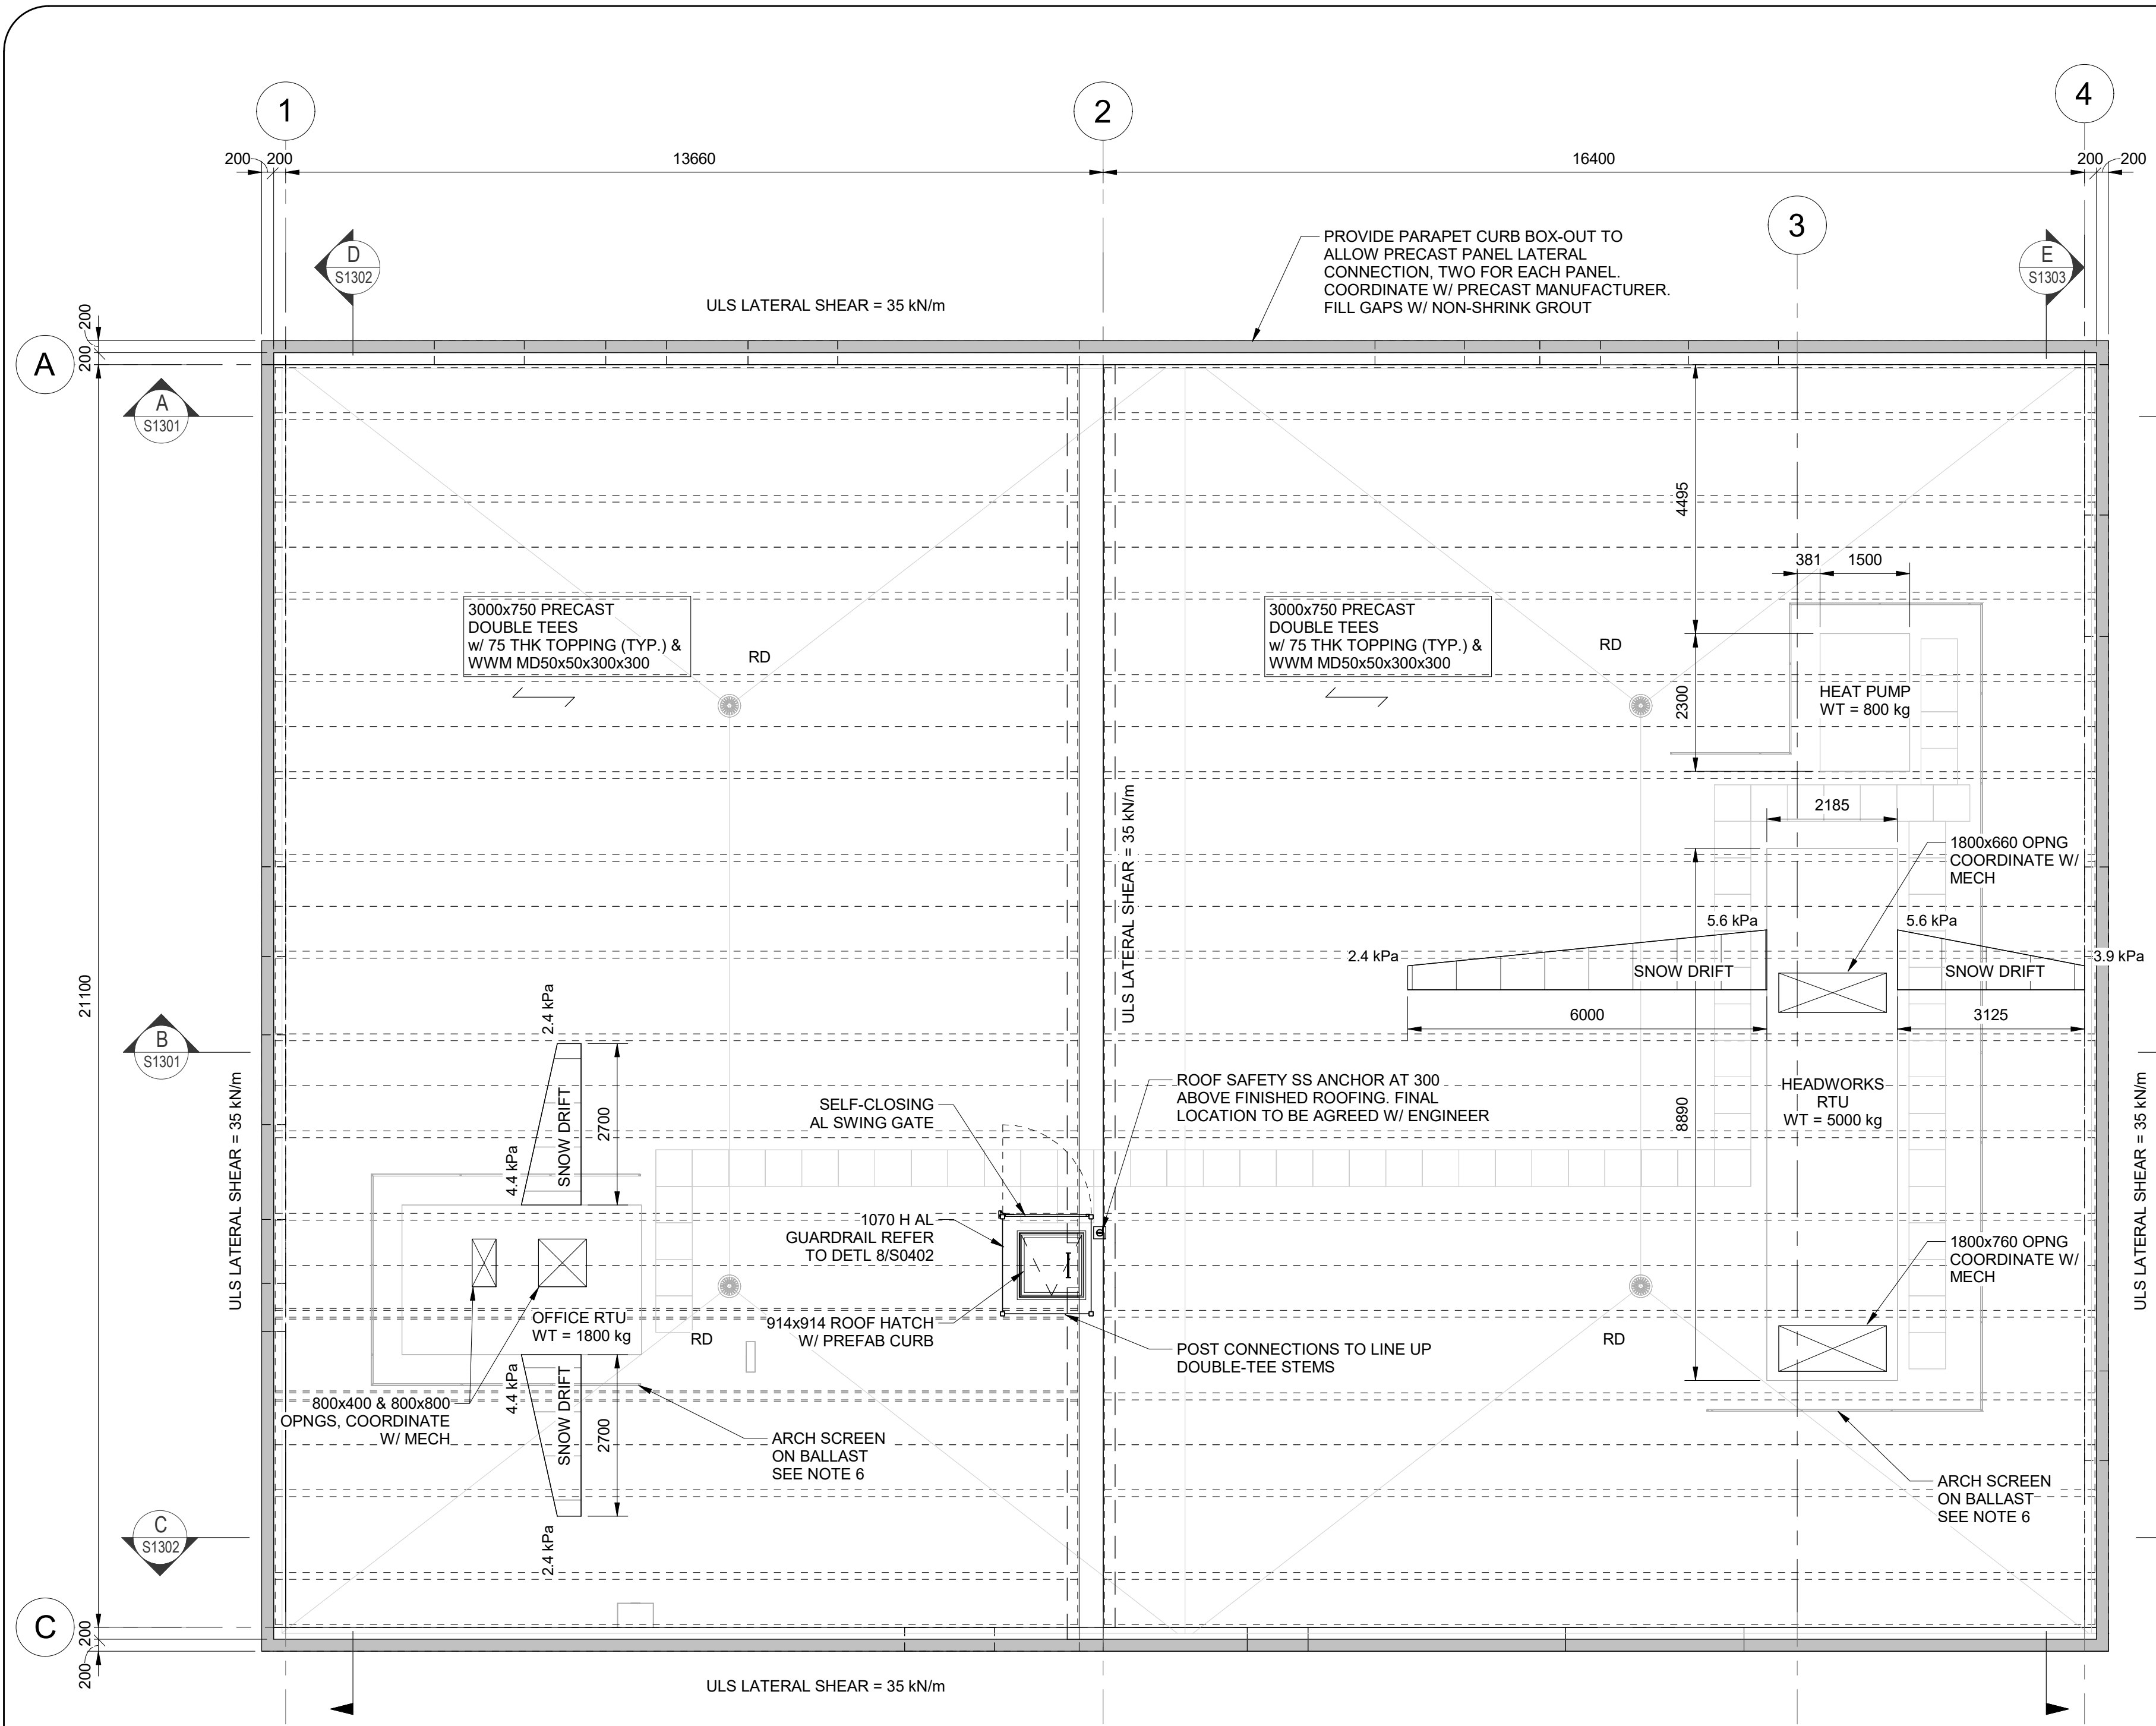 1
2
4
200
200
13660
16400
200
200
3
D
S1302
E
S1303
PROVIDE PARAPET CURB BOX-OUT TO
ALLOW PRECAST PANEL LATERAL
CONNECTION, TWO FOR EACH PANEL.
COORDINATE W/ PRECAST MANUFACTURER.
FILL GAPS W/ NON-SHRINK GROUT
ULS LATERAL SHEAR = 35 kN/m
200
200
A
A
S1301
4495
381
1500
3000x750 PRECAST
DOUBLE TEES
w/ 75 THK TOPPING (TYP.) &
WWM MD50x50x300x300
RD
3000x750 PRECAST
DOUBLE TEES
w/ 75 THK TOPPING (TYP.) &
WWM MD50x50x300x300
RD
2300
HEAT PUMP
WT = 800 kg
2185
1800x660 OPNG
COORDINATE W/
MECH
ULS LATERAL SHEAR = 35 kN/m
5.6 kPa
5.6 kPa
2.4 kPa
SNOW DRIFT
SNOW DRIFT
3.9 kPa
6000
3125
21100
B
S1301
2.4 kPa
SNOW DRIFT
2700
4.4 kPa
ULS LATERAL SHEAR = 35 kN/m
SELF-CLOSING
AL SWING GATE
ROOF SAFETY SS ANCHOR AT 300
ABOVE FINISHED ROOFING. FINAL
LOCATION TO BE AGREED W/ ENGINEER
8890
HEADWORKS
RTU
WT = 5000 kg
ULS LATERAL SHEAR = 35 kN/m
1070 H AL
GUARDRAIL REFER
TO DETL 8/S0402
1800x760 OPNG
COORDINATE W/
MECH
OFFICE RTU
WT = 1800 kg
RD
914x914 ROOF HATCH
W/ PREFAB CURB
POST CONNECTIONS TO LINE UP
DOUBLE-TEE STEMS
RD
4.4 kPa
SNOW DRIFT
2700
2.4 kPa
800x400 & 800x800
OPNGS, COORDINATE
W/ MECH
ARCH SCREEN
ON BALLAST
SEE NOTE 6
ARCH SCREEN
ON BALLAST
SEE NOTE 6
C
S1302
C
200
200
ULS LATERAL SHEAR = 35 kN/m